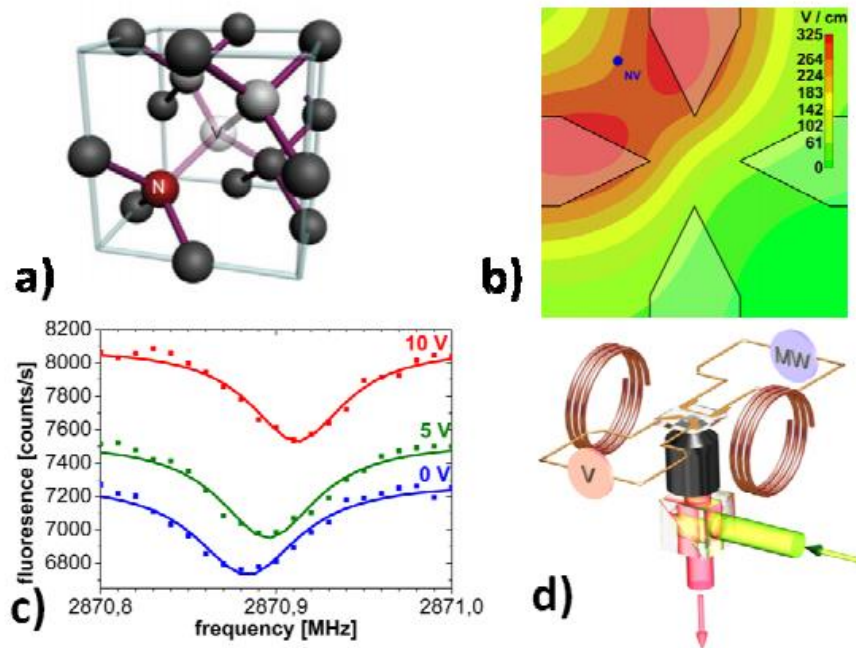 V
N
a)
V / cm
325
264
224
183
142
102
61
0
NV
b)
8200
8000
7800
7600
7400
7200
7000
6800
fluoresence [counts/s]
10 V
5 V
0 V
2870,8
2870,9
2871,0
frequency [MHz]
c)
MW
V
d)